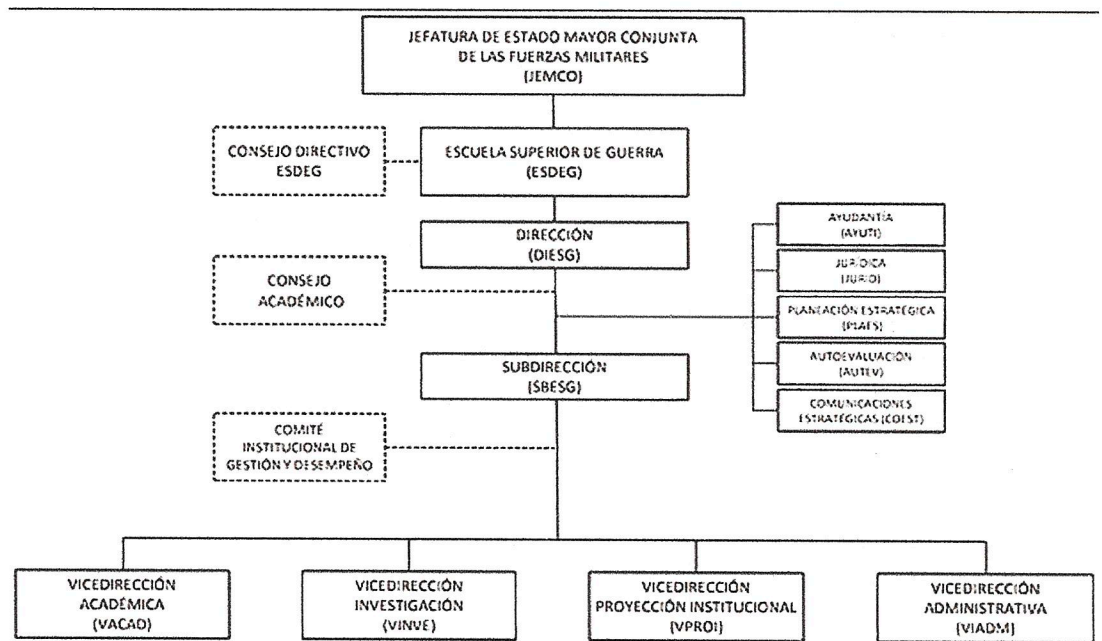 JEFATURA DE ESTADO MAYOR CONJUNTA
DE LAS FUERZAS MILITARES
(JEMCO)
CONSEJO DIRECTIVO
ESDEG
ESCUELA SUPERIOR DE GUERRA
(ESDEG)
DIRECCIÓN
(DIESG)
AYUDANTÍA
(AYUTI)
JURÍDICA
(JURID)
PLANEACIÓN ESTRATÉGICA
(PLAES)
AUTOEVALUACIÓN
(AUTEV)
COMUNICACIONES
ESTRATÉGICAS (COEST)
CONSEJO
ACADÉMICO
SUBDIRECCIÓN
(SBESG)
COMITÉ
INSTITUCIONAL DE
GESTIÓN Y DESEMPEÑO
VICEDIRECCIÓN
ACADÉMICA
(VACAD)
VICEDIRECCIÓN
INVESTIGACIÓN
(VINVE)
VICEDIRECCIÓN
PROYECCIÓN INSTITUCIONAL
(VPROI)
VICEDIRECCIÓN
ADMINISTRATIVA
(VIADM)